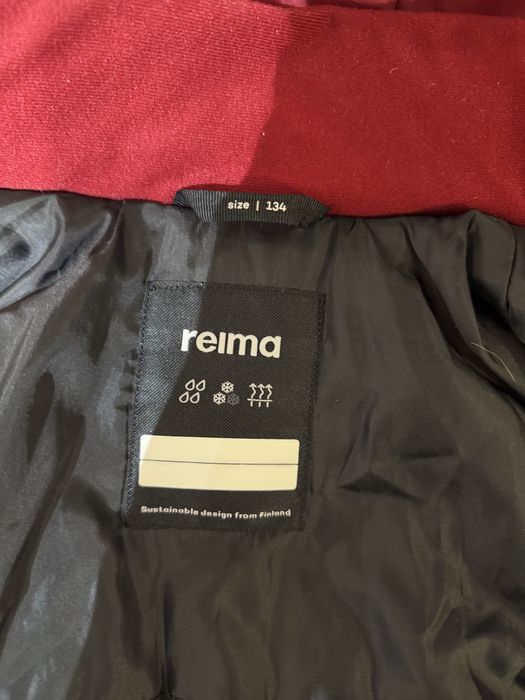 size | 134
reima
Sustainable design from Finland